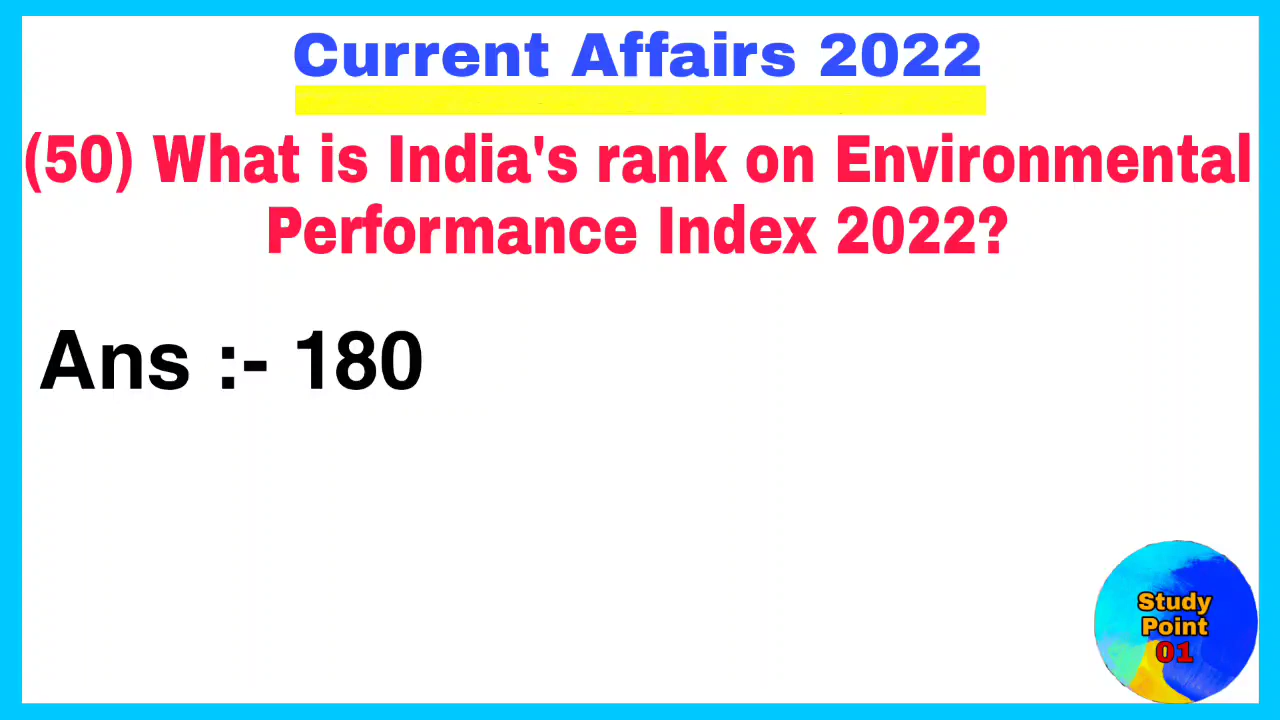 Current Affairs 2022
(50) What is India's rank on Environmental
Performance Index 2022?
Ans :- 180
Study
Point
01